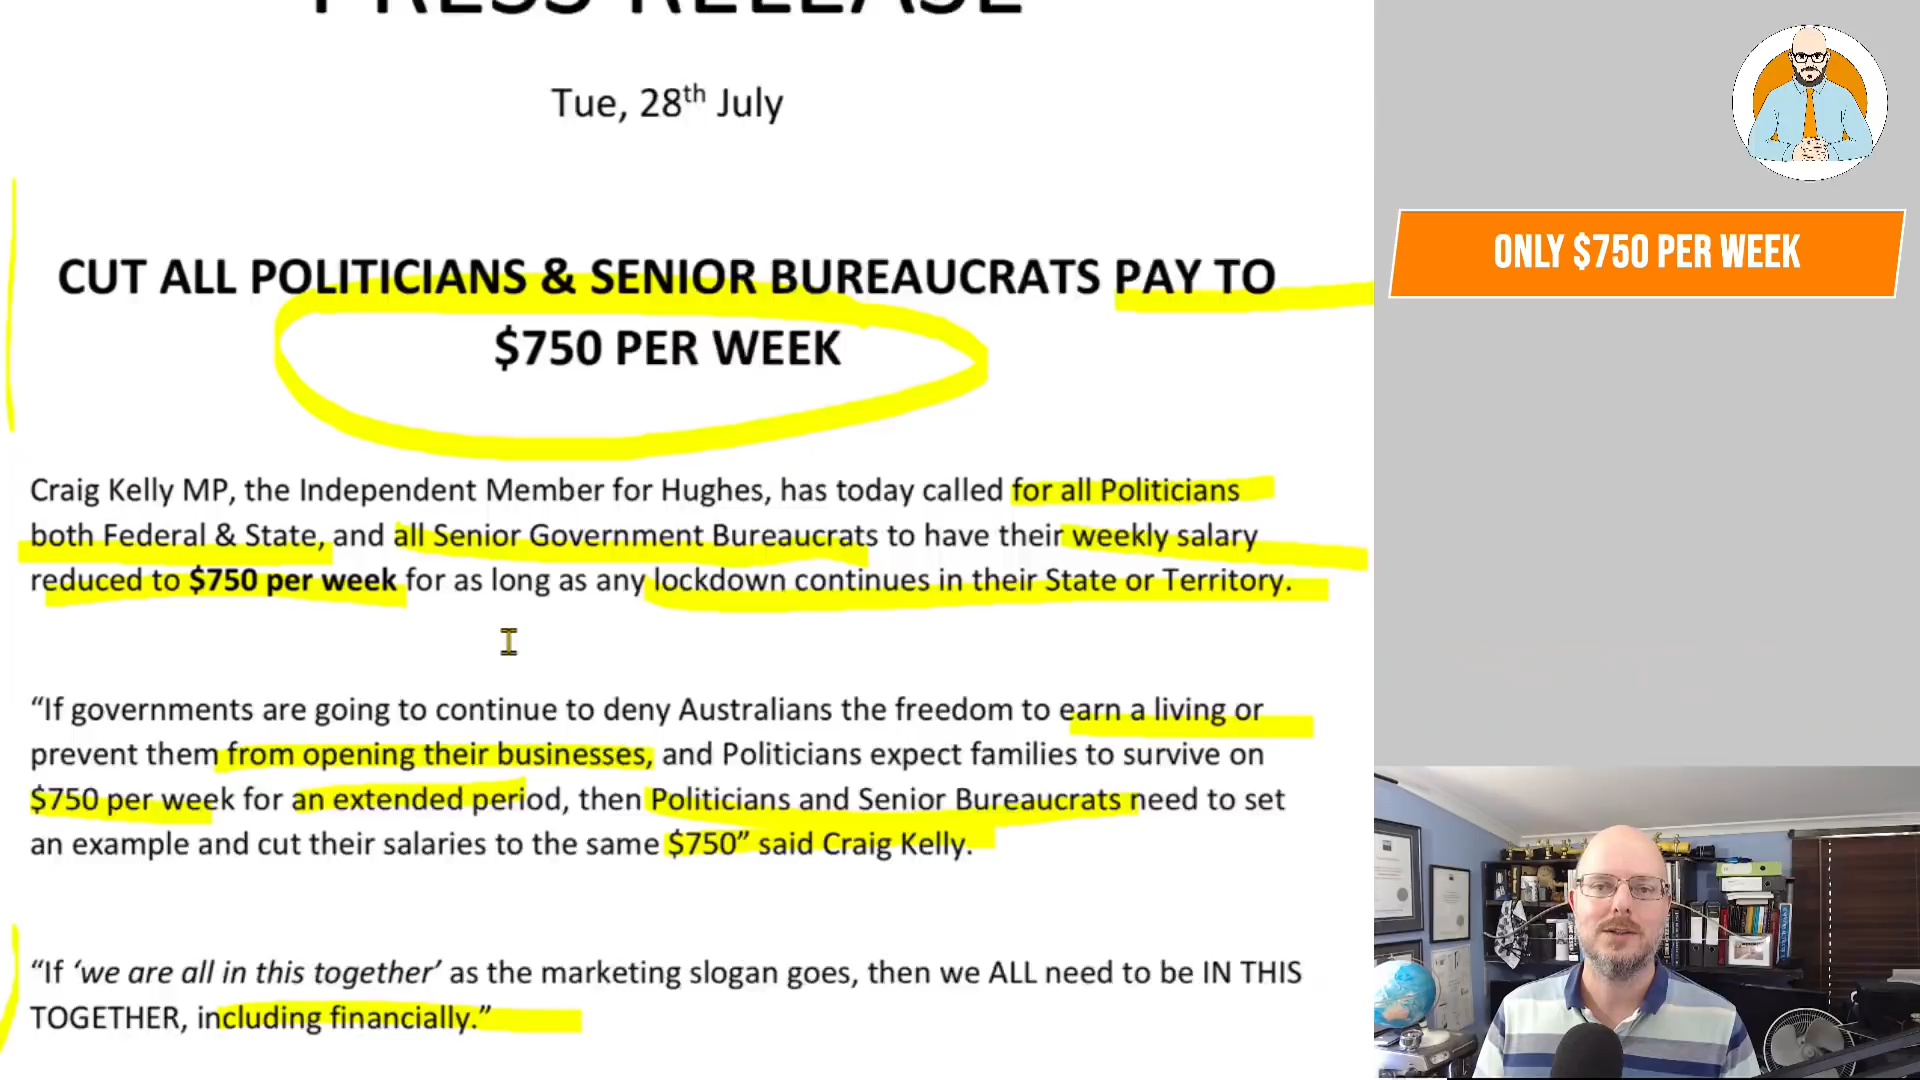 PRESS RELEASE
Tue, 28th July
CUT ALL POLITICIANS & SENIOR BUREAUCRATS PAY TO
$750 PER WEEK
Craig Kelly MP, the Independent Member for Hughes, has today called for all Politicians
both Federal & State, and all Senior Government Bureaucrats to have their weekly salary
reduced to $750 per week for as long as any lockdown continues in their State or Territory.
“If governments are going to continue to deny Australians the freedom to earn a living or
prevent them from opening their businesses, and Politicians expect families to survive on
$750 per week for an extended period, then Politicians and Senior Bureaucrats need to set
an example and cut their salaries to the same $750” said Craig Kelly.
“If ‘we are all in this together’ as the marketing slogan goes, then we ALL need to be IN THIS
TOGETHER, including financially.”
ONLY $750 PER WEEK